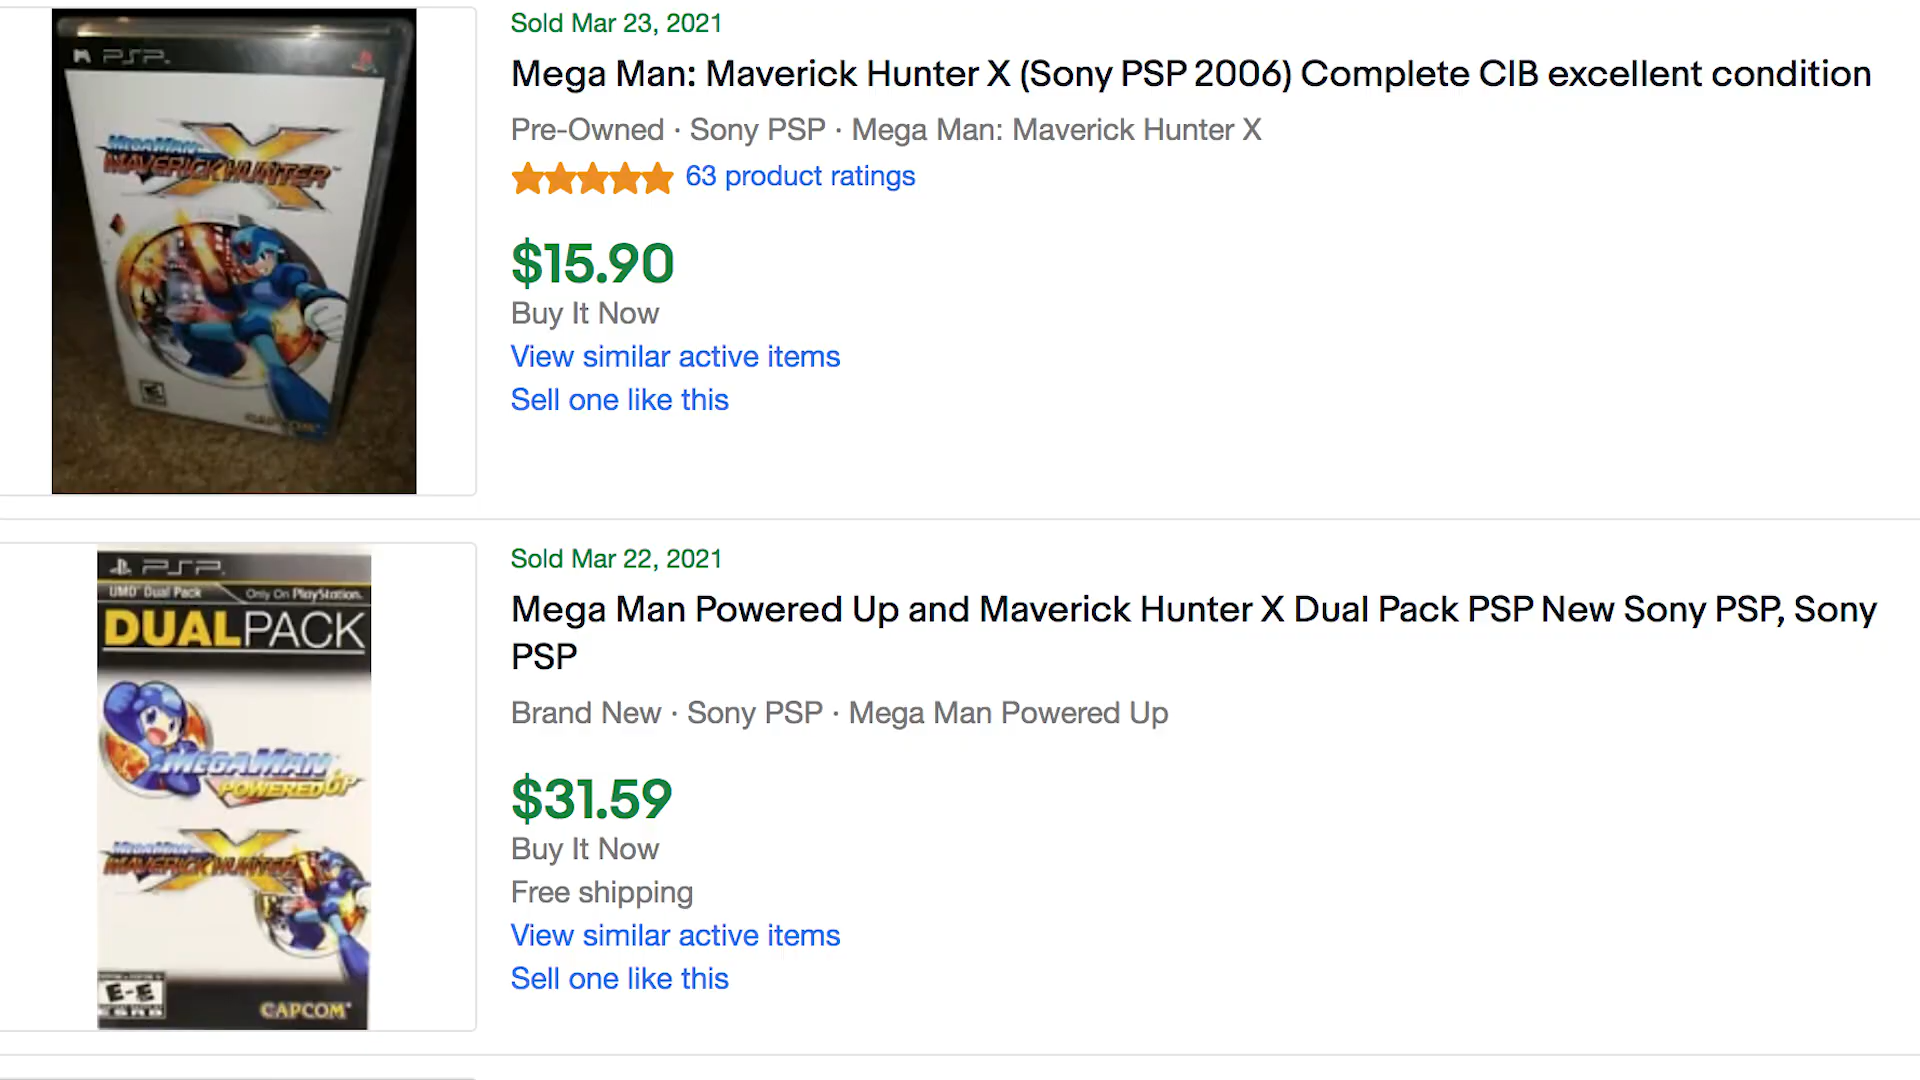 PSP
MEGAMAN
MAVERICK HUNTER X
CAPCOM
Sold Mar 23, 2021
Mega Man: Maverick Hunter X (Sony PSP 2006) Complete CIB excellent condition
Pre-Owned · Sony PSP · Mega Man: Maverick Hunter X
63 product ratings
$15.90
Buy It Now
View similar active items
Sell one like this
PSP
UMD Dual Pack
Only On PlayStation.
DUALPACK
MEGAMAN
POWERED UP
MEGAMAN
MAVERICK HUNTER X
E-E
ESRB
CAPCOM
Sold Mar 22, 2021
Mega Man Powered Up and Maverick Hunter X Dual Pack PSP New Sony PSP, Sony
PSP
Brand New · Sony PSP · Mega Man Powered Up
$31.59
Buy It Now
Free shipping
View similar active items
Sell one like this